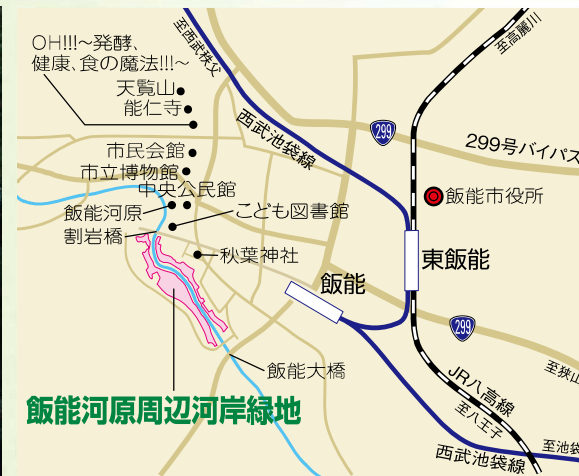 OH!!!~発酵、
健康、食の魔法!!!~
天覧山
能仁寺
至西武秩父
至高麗川
西武池袋線
299
299号バイパス
市民会館
市立博物館
中央公民館
飯能河原
こども図書館
割岩橋
飯能市役所
秋葉神社
東飯能
飯能
299
飯能大橋
至狭山
JR八高線
至八王子
飯能河原周辺河岸緑地
西武池袋線
至池袋